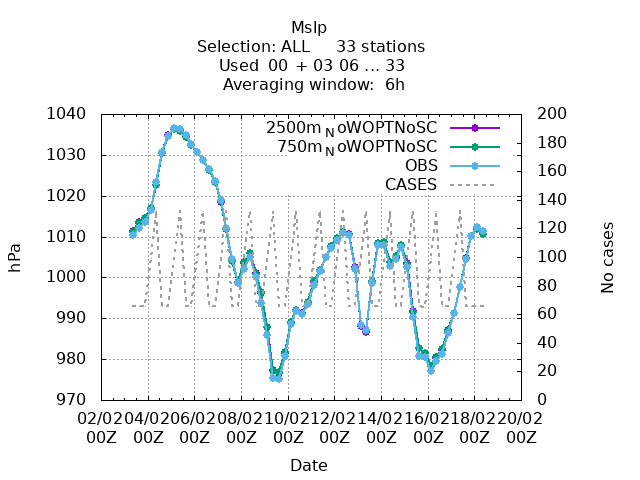 Mslp
Selection: ALL 33 stations
Used 00 + 03 06 ... 33
Averaging window: 6h
2500m_NoWOPTNoSC
750m_NoWOPTNoSC
OBS
CASES
1040
1030
1020
1010
1000
990
980
970
hPa
200
180
160
140
120
100
80
60
40
20
0
No cases
02/02 04/02 06/02 08/02 10/02 12/02 14/02 16/02 18/02 20/02
00Z 00Z 00Z 00Z 00Z 00Z 00Z 00Z 00Z 00Z
Date